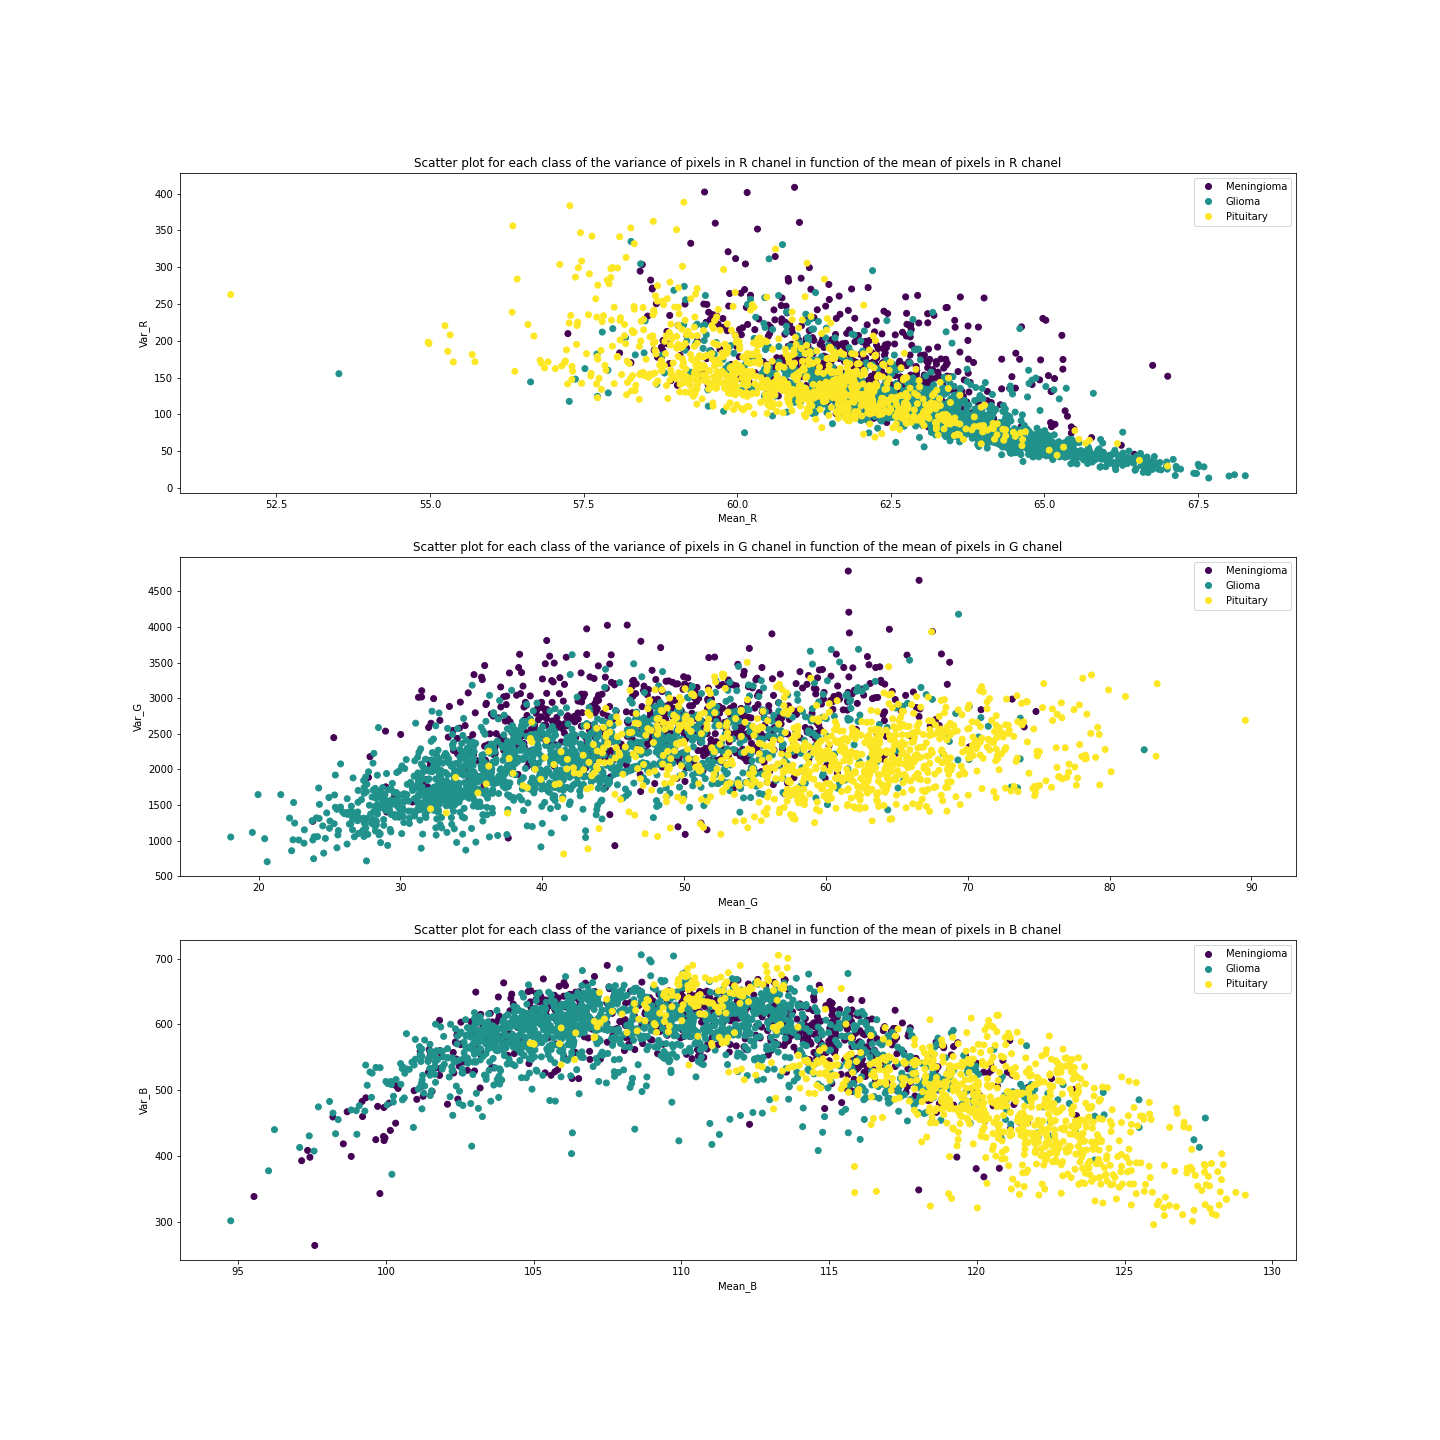 Scatter plot for each class of the variance of pixels in R chanel in function of the mean of pixels in R chanel
Meningioma
Glioma
Pituitary
400
350
300
250
200
150
100
50
0
Var_R
52.5 55.0 57.5 60.0 62.5 65.0 67.5
Mean_R
Scatter plot for each class of the variance of pixels in G chanel in function of the mean of pixels in G chanel
Meningioma
Glioma
Pituitary
4500
4000
3500
3000
2500
2000
1500
1000
500
Var_G
20 30 40 50 60 70 80 90
Mean_G
Scatter plot for each class of the variance of pixels in B chanel in function of the mean of pixels in B chanel
Meningioma
Glioma
Pituitary
700
600
500
400
300
Var_B
95 100 105 110 115 120 125 130
Mean_B